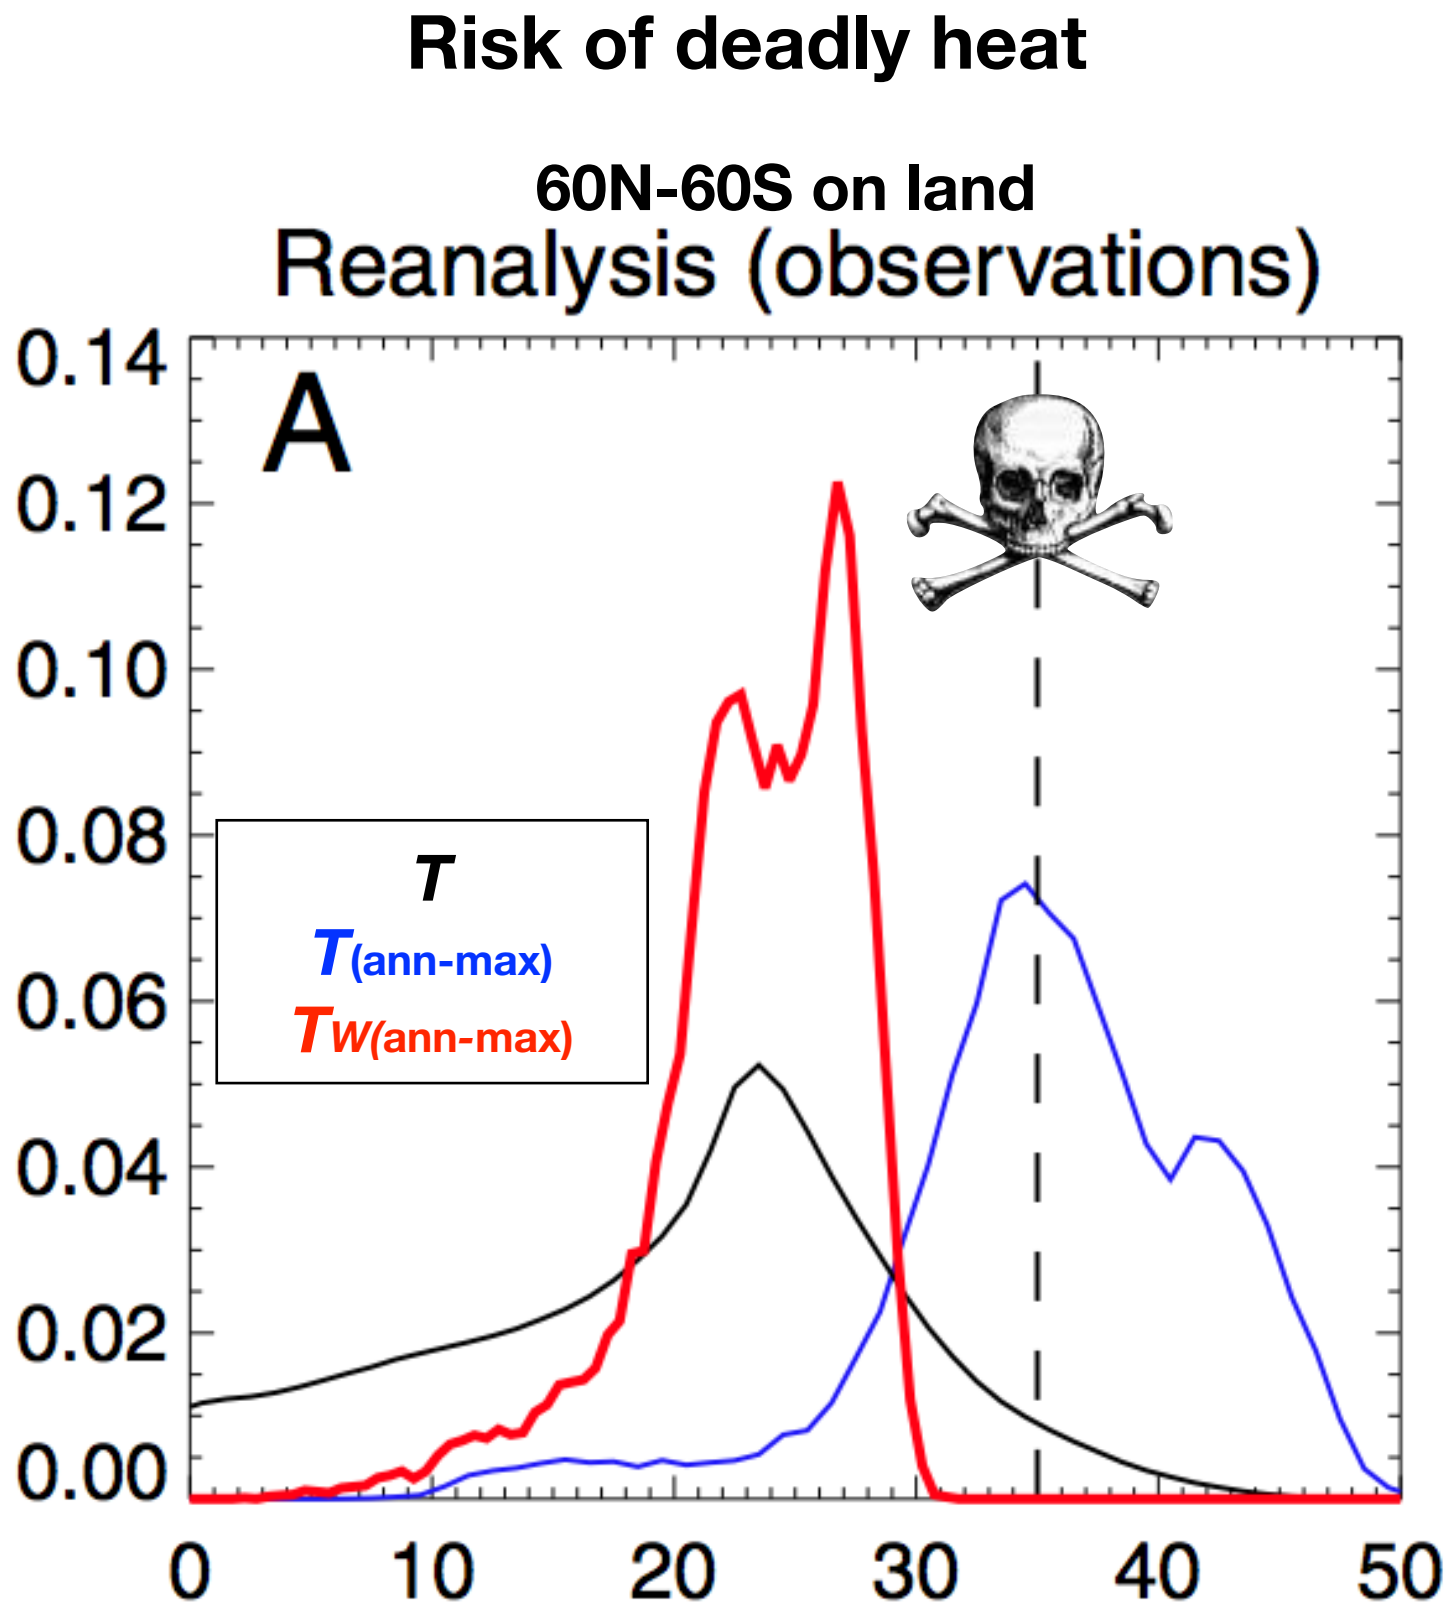 Risk of deadly heat
60N-60S on land
Reanalysis (observations)
A
0.14
0.12
0.10
0.08
0.06
0.04
0.02
0.00
T
T(ann-max)
TW(ann-max)
0 10 20 30 40 50